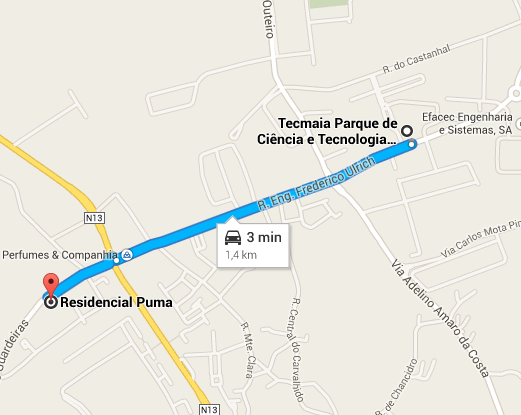 Outeiro
R. do Castanhal
Efacec Engenharia
e Sistemas, SA
Tecmaia Parque de
Ciência e Tecnologia...
R. Eng. Frederico Ulrich
N13
3 min
1,4 km
Via Carlos Mota Pin
Perfumes & Companhia
Via Adelino Amaro da Costa
Residencial Puma
Guardeiras
R. Mte. Clara
R. Central do Carvalhido
R. de Chancidro
N13